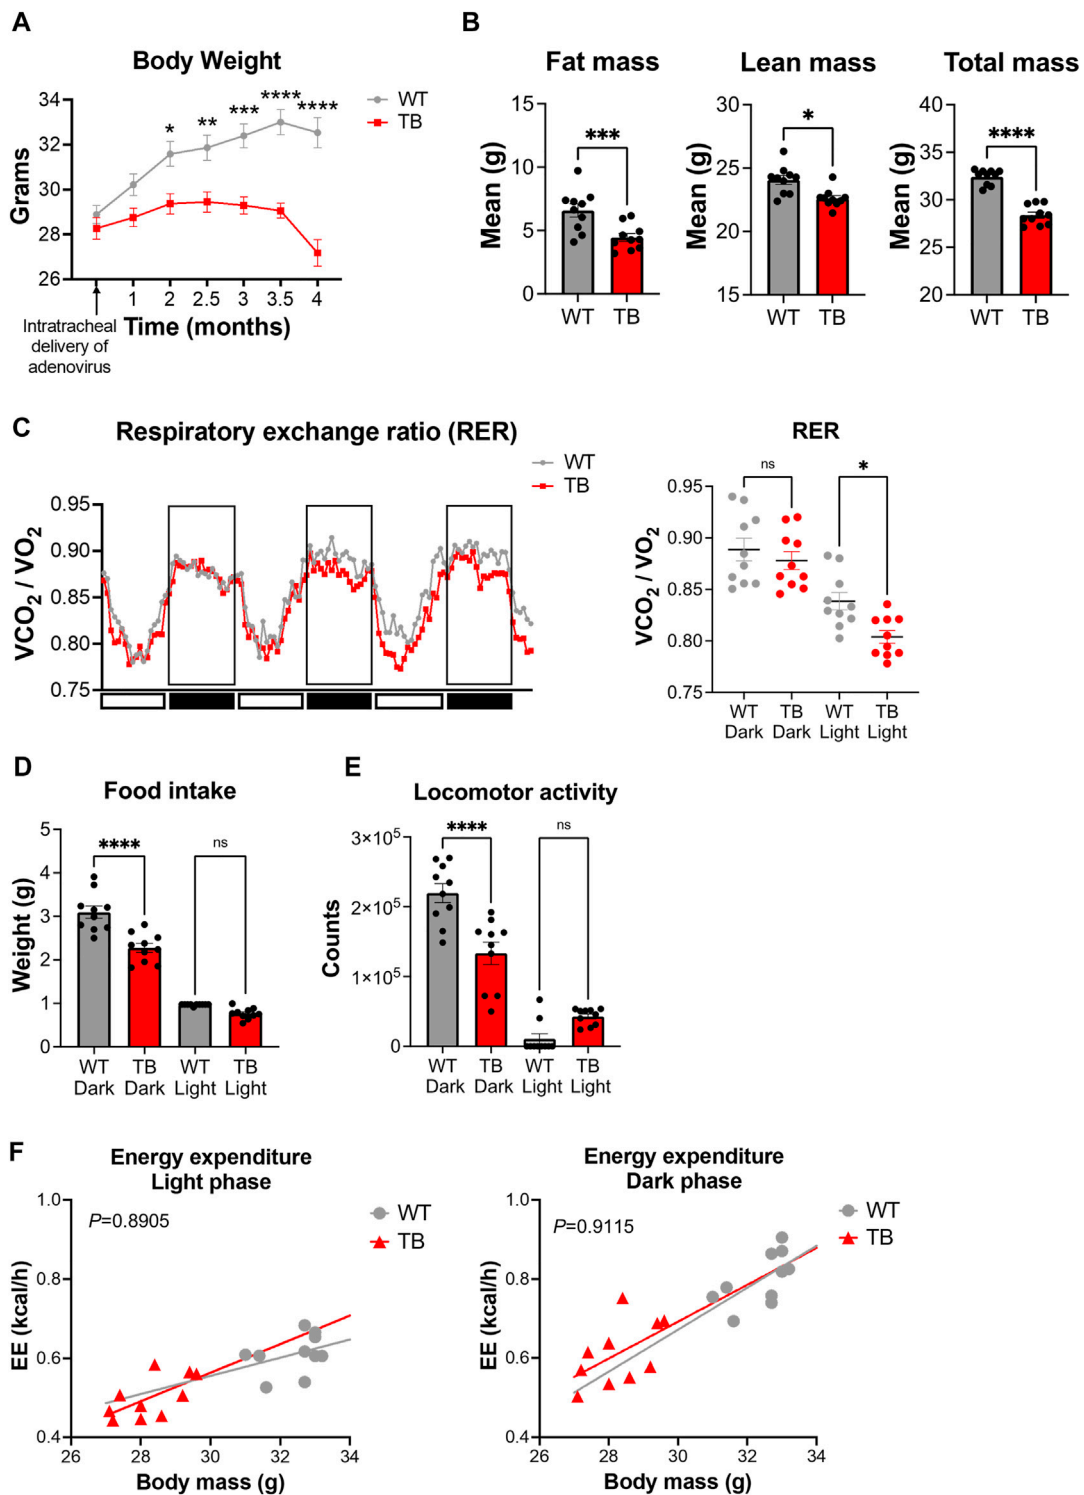 A
Body Weight
34
32
30
28
26
Grams
* ** *** **** ****
WT
TB
1 2 2.5 3 3.5 4
Time (months)
Intratracheal
delivery of
adenovirus
B
Fat mass
Mean (g)
15
10
5
0
***
WT TB
Lean mass
Mean (g)
30
25
20
15
*
WT TB
Total mass
Mean (g)
40
35
30
25
20
****
WT TB
C
Respiratory exchange ratio (RER)
WT
TB
VCO2 / VO2
0.95
0.90
0.85
0.80
0.75
RER
ns *
VCO2 / VO2
0.95
0.90
0.85
0.80
0.75
WT TB WT TB
Dark Dark Light Light
D
Food intake
Weight (g)
5
4
3
2
1
0
**** ns
WT TB WT TB
Dark Dark Light Light
E
Locomotor activity
Counts
3×10⁵
2×10⁵
1×10⁵
0
**** ns
WT TB WT TB
Dark Dark Light Light
F
Energy expenditure
Light phase
P=0.8905
WT
TB
EE (kcal/h)
1.0
0.8
0.6
0.4
26 28 30 32 34
Body mass (g)
Energy expenditure
Dark phase
P=0.9115
WT
TB
EE (kcal/h)
1.0
0.8
0.6
0.4
26 28 30 32 34
Body mass (g)